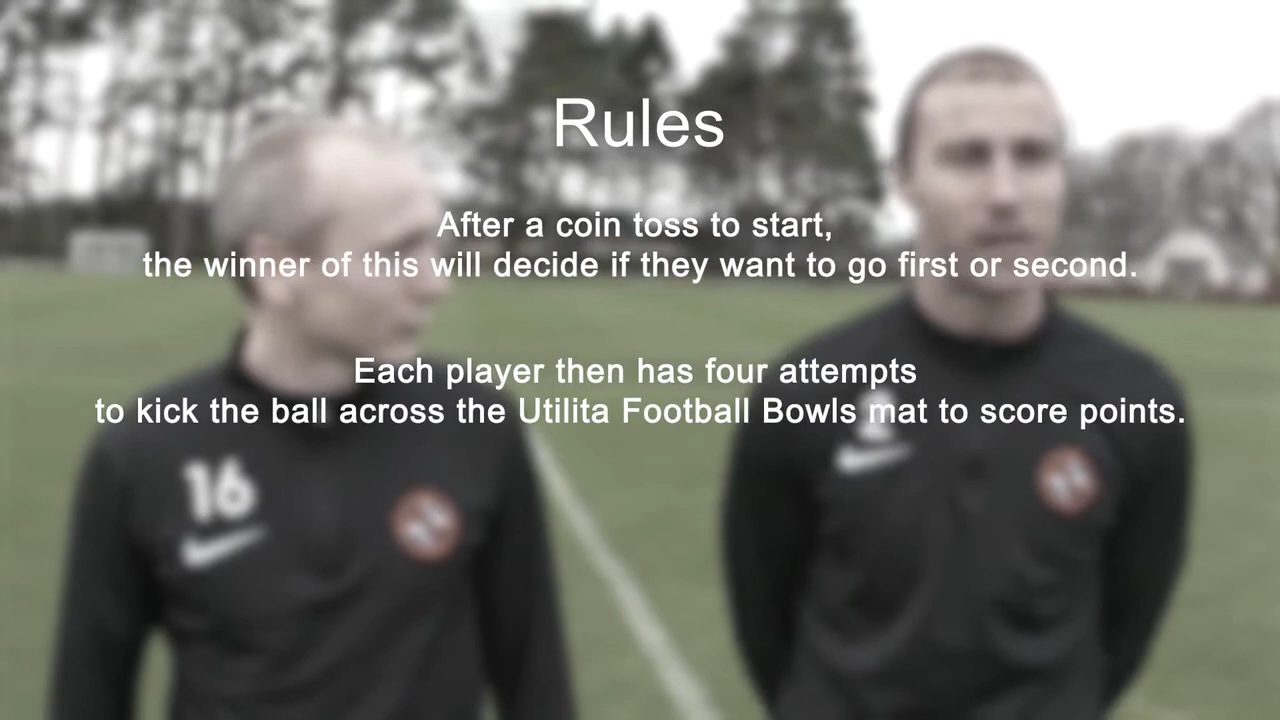 Rules
After a coin toss to start,
the winner of this will decide if they want to go first or second.
Each player then has four attempts
to kick the ball across the Utilita Football Bowls mat to score points.
16